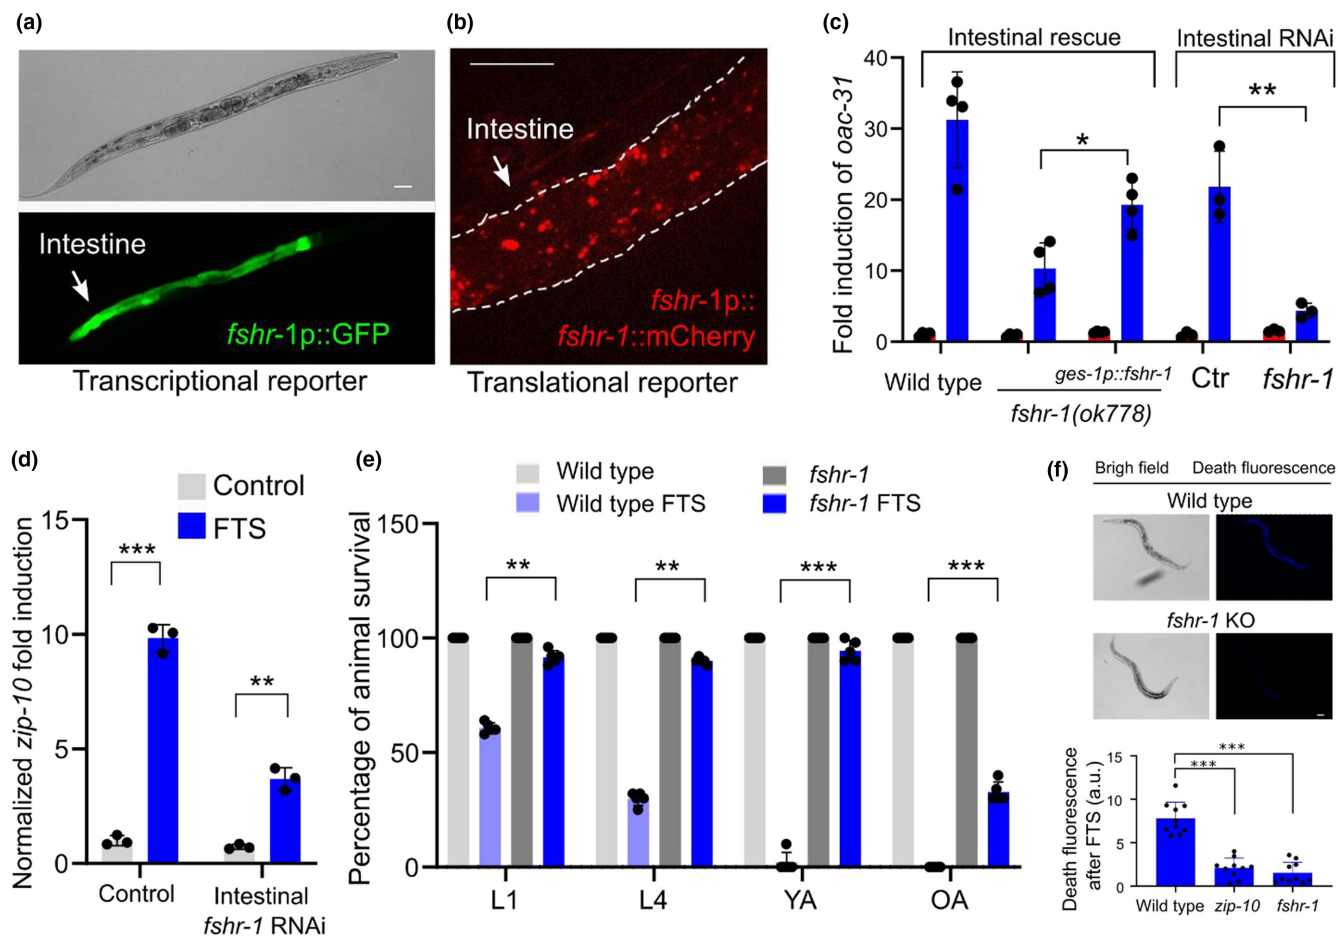 (a)
Intestine
fshr-1p::GFP
Transcriptional reporter
(b)
Intestine
fshr-1p::
fshr-1::mCherry
Translational reporter
(c)
Intestinal rescue
Intestinal RNAi
Fold induction of oac-31
40
30
20
10
0
*
**
Wild type
ges-1p::fshr-1
fshr-1(ok778)
Ctr
fshr-1
(d)
Control
FTS
Normalized zip-10 fold induction
15
10
5
0
***
**
Control
Intestinal
fshr-1 RNAi
(e)
Wild type
Wild type FTS
fshr-1
fshr-1 FTS
Percentage of animal survival
150
100
50
0
**
**
***
***
L1
L4
YA
OA
(f)
Brigh field
Death fluorescence
Wild type
fshr-1 KO
Death fluorescence
after FTS (a.u.)
15
10
5
0
***
***
Wild type
zip-10
fshr-1